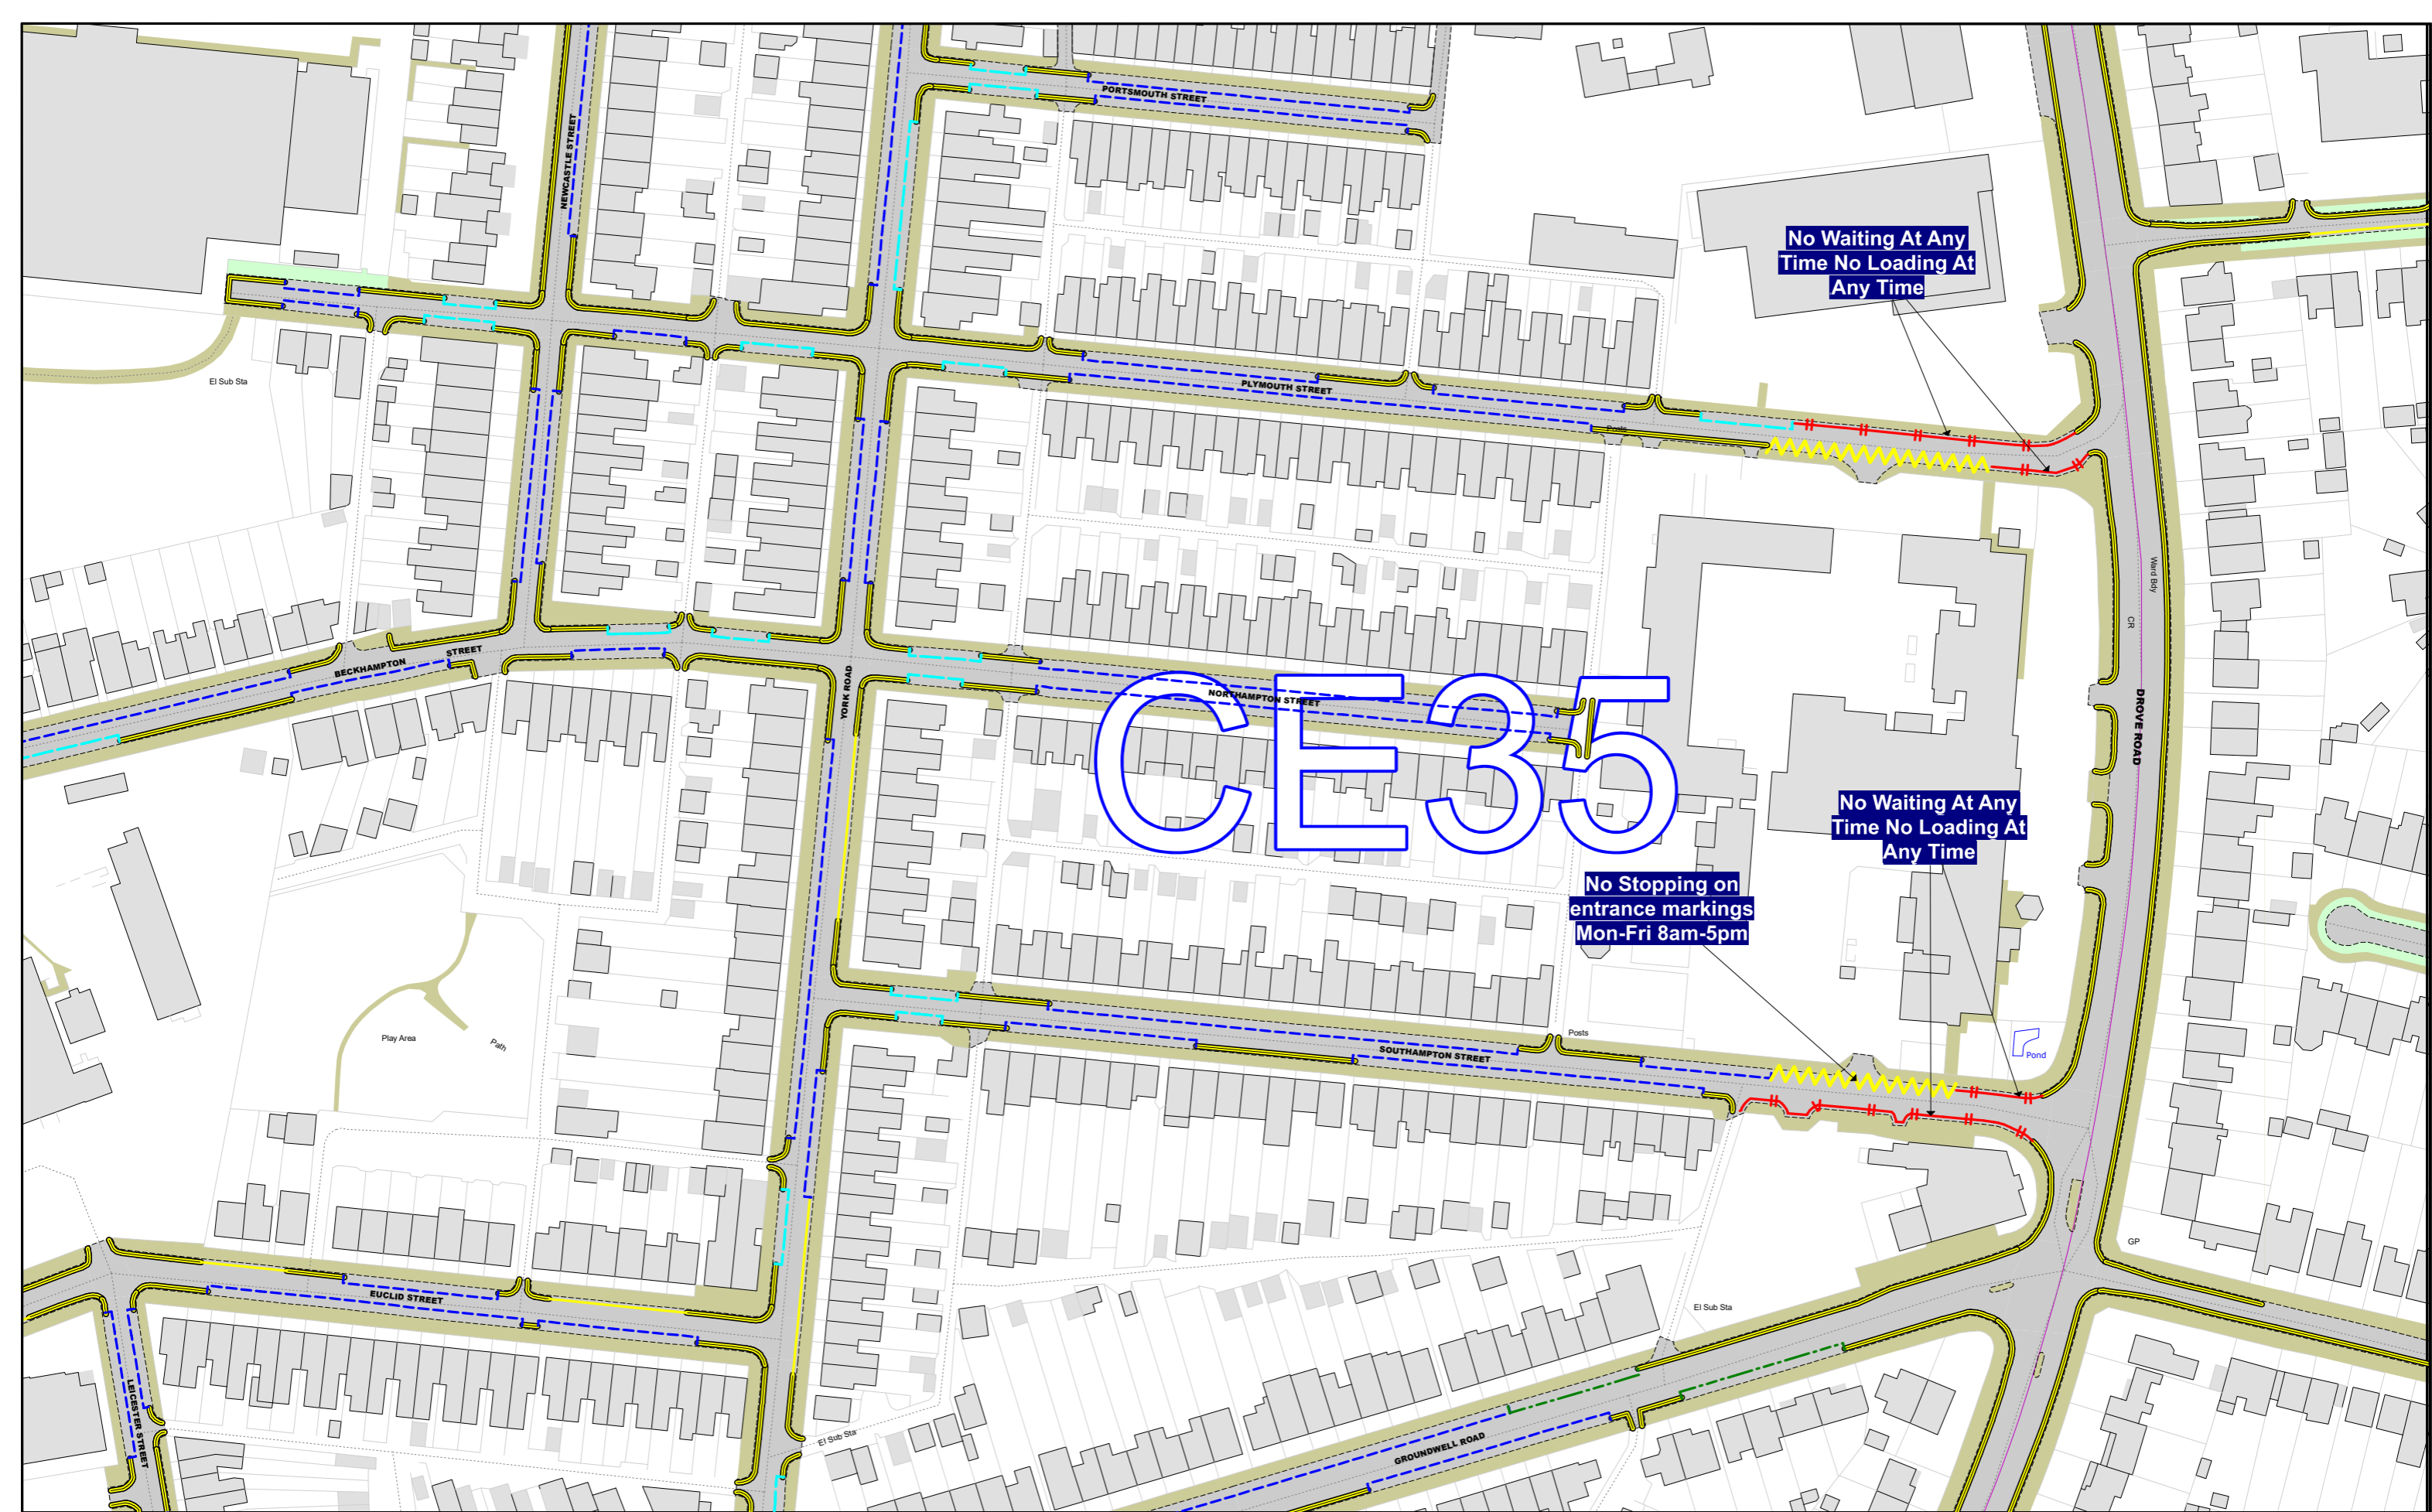 PORTSMOUTH STREET
NEWCASTLE STREET
No Waiting At Any
Time No Loading At
Any Time
El Sub Sta
PLYMOUTH STREET
Posts
Ward Bdy
CR
BECKHAMPTON
STREET
YORK ROAD
NORTHAMPTON STREET
CE35
DROVE ROAD
No Waiting At Any
Time No Loading At
Any Time
No Stopping on
entrance markings
Mon-Fri 8am-5pm
Play Area
Path
Posts
SOUTHAMPTON STREET
Pond
GP
EUCLID STREET
El Sub Sta
LEICESTER STREET
El Sub Sta
GROUNDWELL ROAD